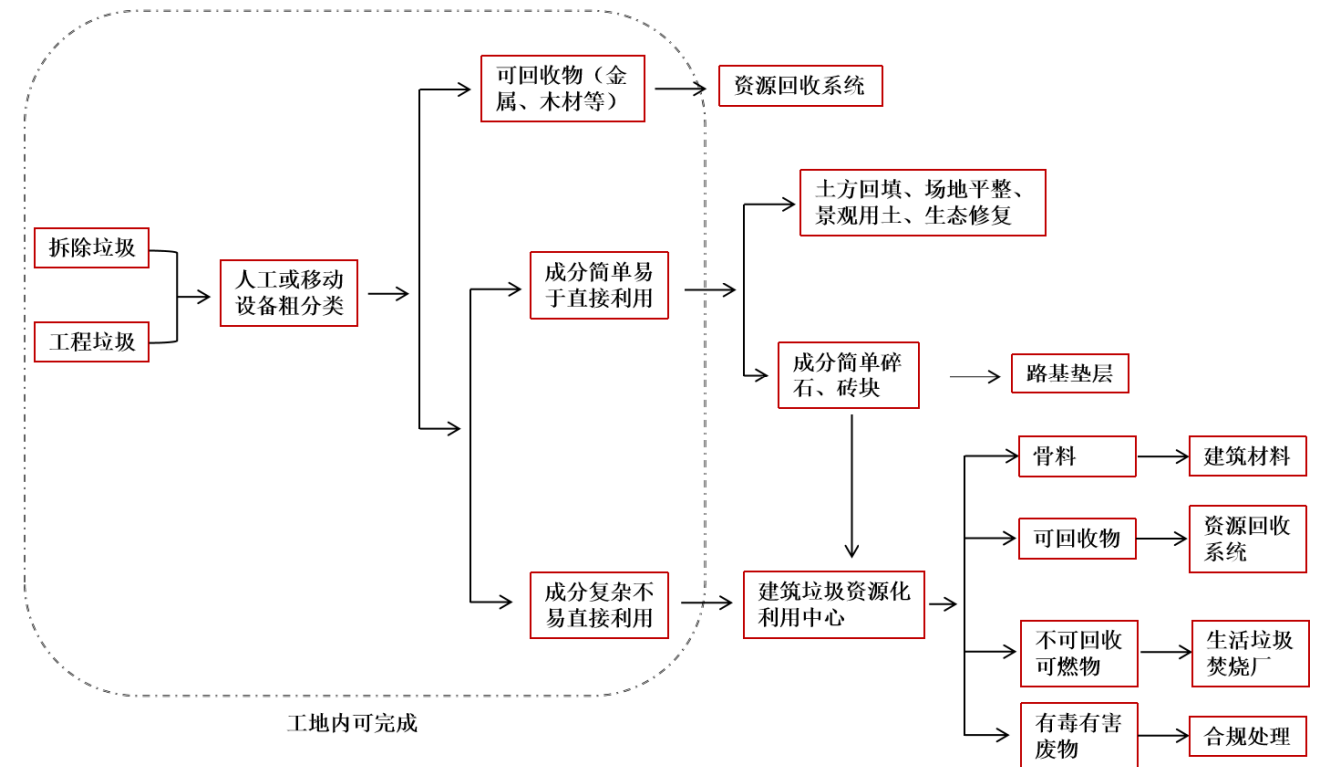 可回收物（金
属、木材等）
资源回收系统
土方回填、场地平整、
景观用土、生态修复
拆除垃圾
人工或移动
设备粗分类
成分简单易
于直接利用
工程垃圾
成分简单碎
石、砖块
路基垫层
骨料
建筑材料
可回收物
资源回收
系统
成分复杂不
易直接利用
建筑垃圾资源化
利用中心
不可回收
可燃物
生活垃圾
焚烧厂
有毒有害
废物
合规处理
工地内可完成